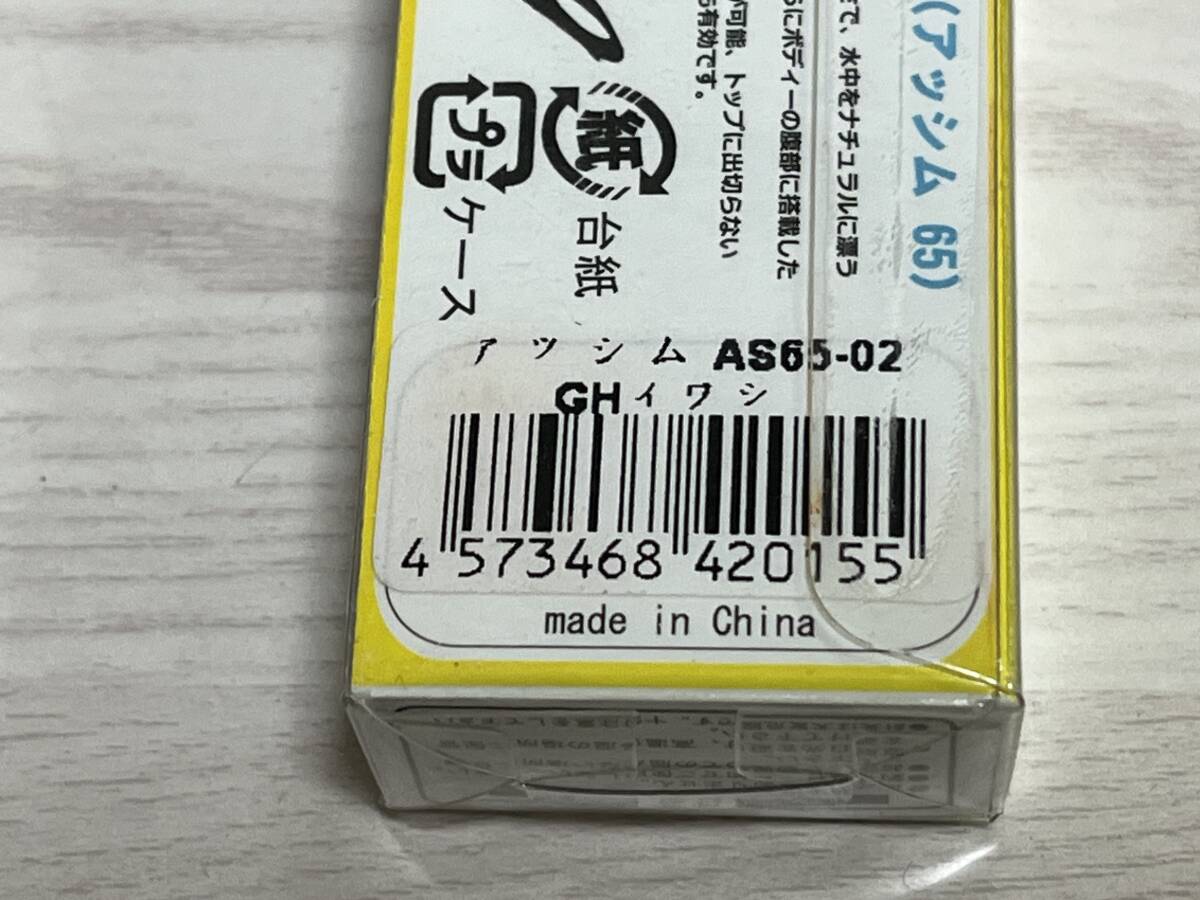 (アッシム 65)
で、水中をナチュラルに漂う
らにボディーの腹部に搭載した
が可能、トップに出切らない
も有効です。
紙
台紙
プラ
ケース
アッシム AS65-02
GHイワシ
4 573468 420155
made in China